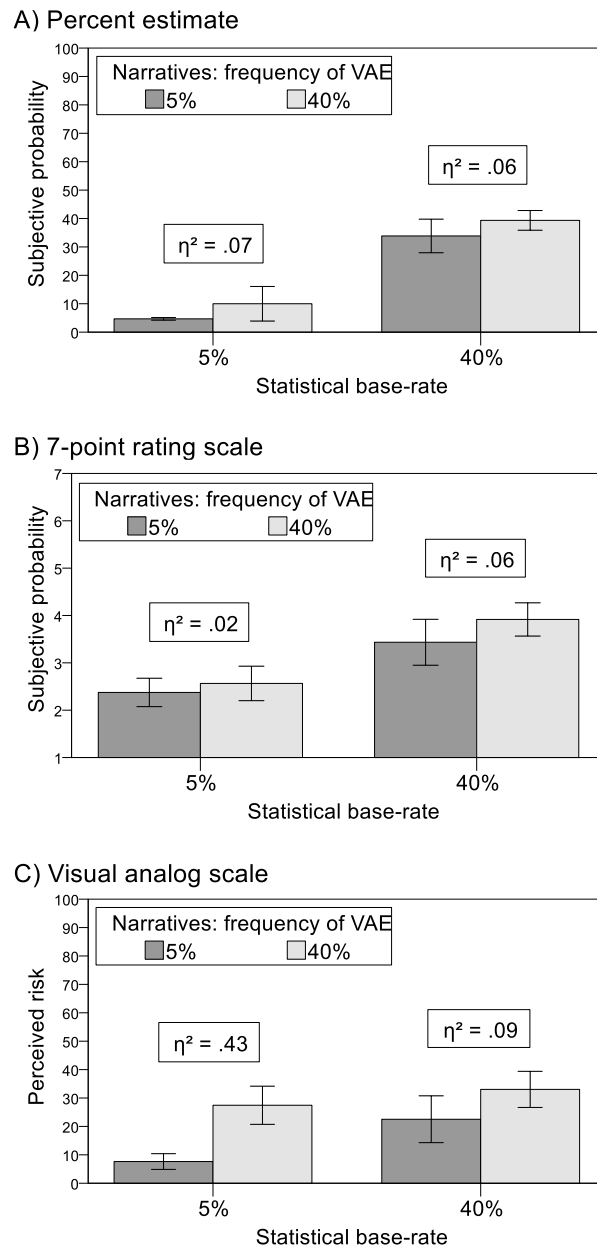 A) Percent estimate
100
90
80
70
60
50
40
30
20
10
0
Subjective probability
Narratives: frequency of VAE
5% 40%
η² = .07
η² = .06
5% 40%
Statistical base-rate
B) 7-point rating scale
7
6
5
4
3
2
1
Subjective probability
Narratives: frequency of VAE
5% 40%
η² = .02
η² = .06
5% 40%
Statistical base-rate
C) Visual analog scale
100
90
80
70
60
50
40
30
20
10
0
Perceived risk
Narratives: frequency of VAE
5% 40%
η² = .43
η² = .09
5% 40%
Statistical base-rate